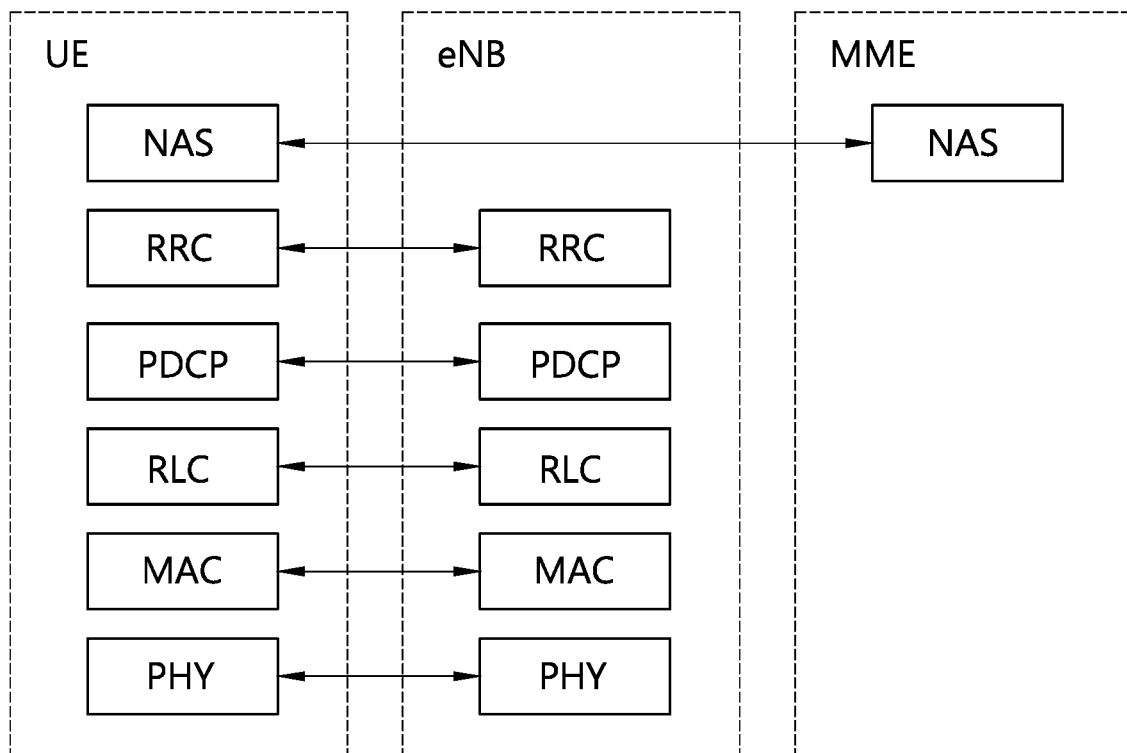 UE eNB MME
NAS NAS
RRC RRC
PDCP PDCP
RLC RLC
MAC MAC
PHY PHY